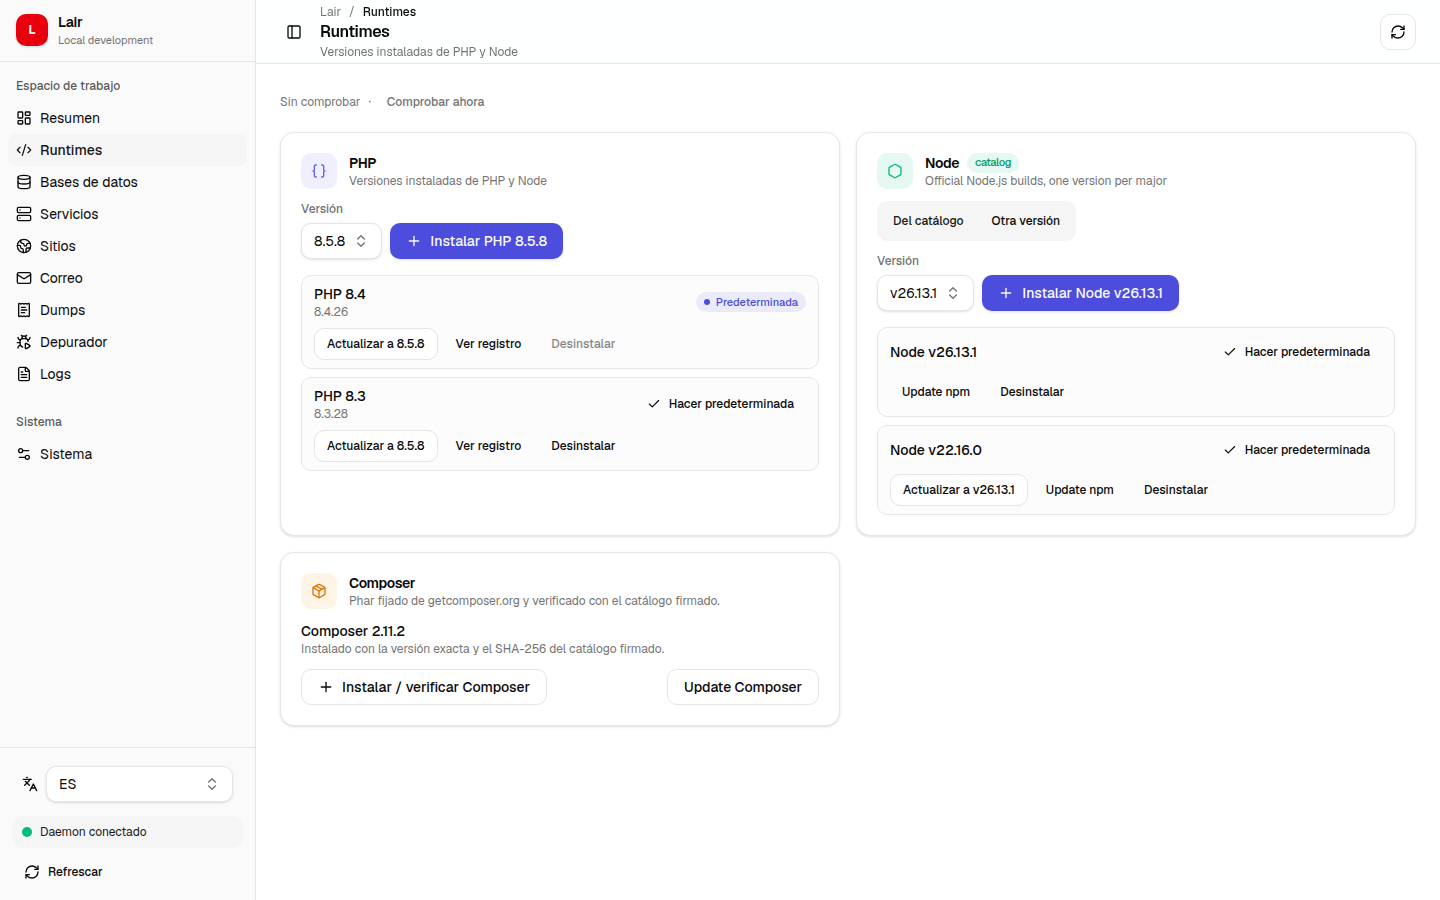 L
Lair
Local development
Espacio de trabajo
Resumen
Runtimes
Bases de datos
Servicios
Sitios
Correo
Dumps
Depurador
Logs
Sistema
Sistema
ES
Daemon conectado
Refrescar
Lair / Runtimes
Runtimes
Versiones instaladas de PHP y Node
Sin comprobar · Comprobar ahora
PHP
Versiones instaladas de PHP y Node
Versión
8.5.8
Instalar PHP 8.5.8
PHP 8.4
8.4.26
Predeterminada
Actualizar a 8.5.8
Ver registro
Desinstalar
PHP 8.3
8.3.28
Hacer predeterminada
Actualizar a 8.5.8
Ver registro
Desinstalar
Node catalog
Official Node.js builds, one version per major
Del catálogo
Otra versión
Versión
v26.13.1
Instalar Node v26.13.1
Node v26.13.1
Hacer predeterminada
Update npm
Desinstalar
Node v22.16.0
Hacer predeterminada
Actualizar a v26.13.1
Update npm
Desinstalar
Composer
Phar fijado de getcomposer.org y verificado con el catálogo firmado.
Composer 2.11.2
Instalado con la versión exacta y el SHA-256 del catálogo firmado.
Instalar / verificar Composer
Update Composer